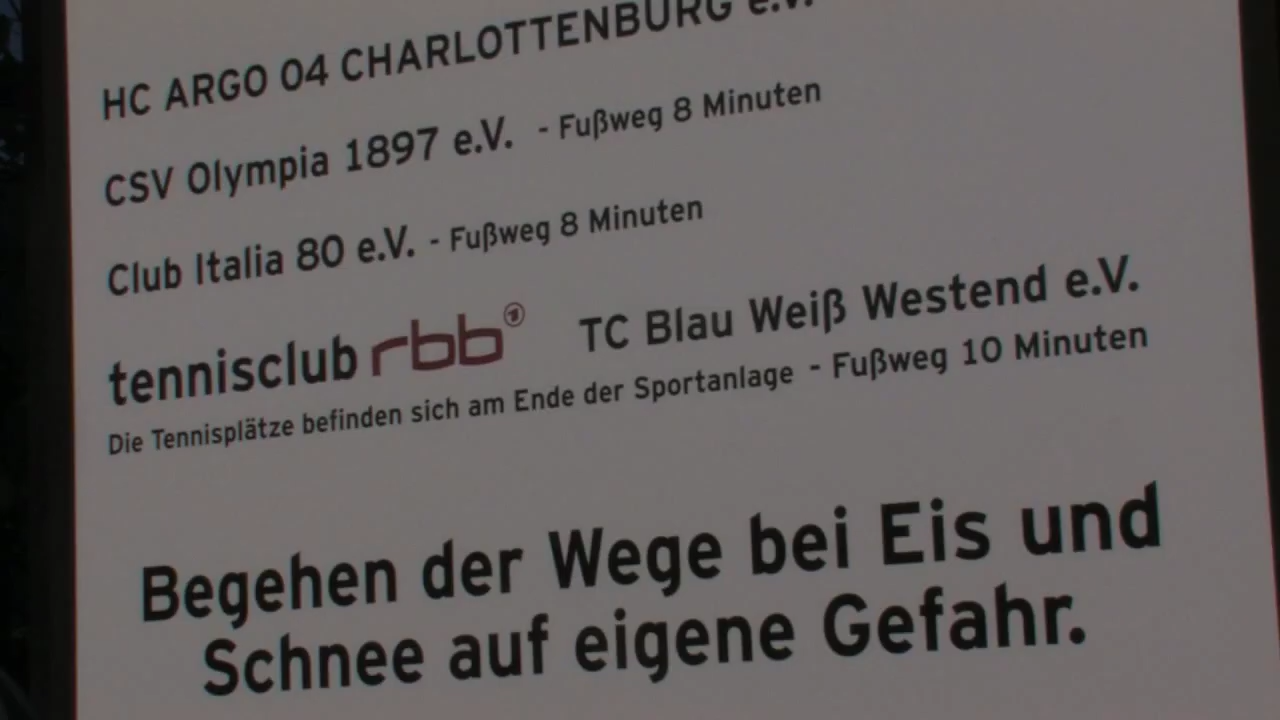 HC ARGO 04 CHARLOTTENBURG e.V.
CSV Olympia 1897 e.V. - Fußweg 8 Minuten
Club Italia 80 e.V. - Fußweg 8 Minuten
tennisclub rbb TC Blau Weiß Westend e.V.
Die Tennisplätze befinden sich am Ende der Sportanlage - Fußweg 10 Minuten
Begehen der Wege bei Eis und
Schnee auf eigene Gefahr.